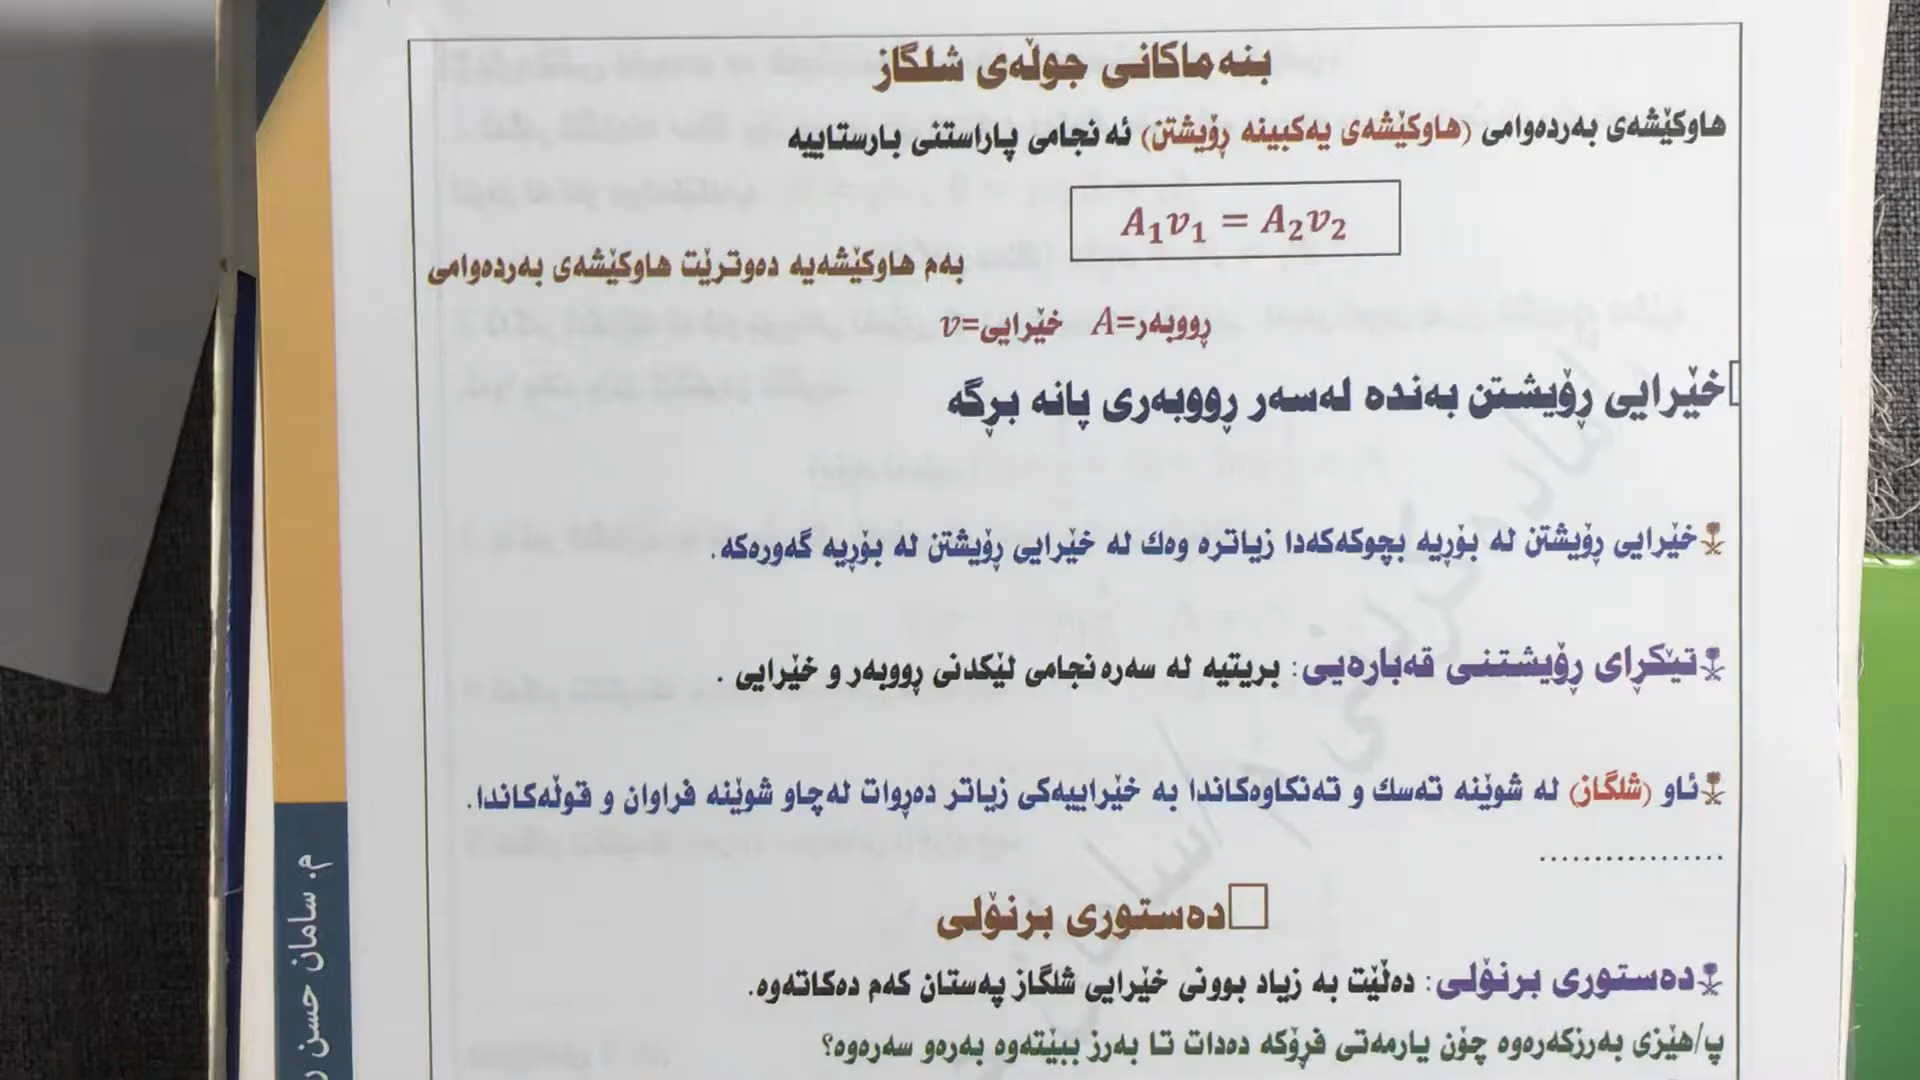 بنەماکانی جوڵەی شلگاز
هاوکێشەی بەردەوامی (هاوکێشەی یەکبینە ڕۆیشتن) ئەنجامی پاراستنی بارستاییە
A₁v₁ = A₂v₂
بەم هاوکێشەیە دەوترێت هاوکێشەی بەردەوامی
ڕووبەر=A خێرایی=v
خێرایی ڕۆیشتن بەندە لەسەر ڕووبەری پانە برگە
خێرایی ڕۆیشتن لە بۆڕیە بچوکەکەدا زیاترە وەك لە خێرایی ڕۆیشتن لە بۆڕیە گەورەکە.
تێکڕای ڕۆیشتنی قەبارەیی: بریتیە لە سەرەنجامی لێکدنی ڕووبەر و خێرایی .
ئاو (شلگاز) لە شوێنە تەسك و تەنکاوەکاندا بە خێراییەکی زیاتر دەڕوات لەچاو شوێنە فراوان و قوڵەکاندا.
................
دەستوری برنۆلی
دەستوری برنۆلی: دەڵێت بە زیاد بوونی خێرایی شلگاز پەستان کەم دەکاتەوە.
پ/هێزی بەرزکەرەوە چۆن یارمەتی فڕۆکە دەدات تا بەرز ببێتەوە بەرەو سەرەوە؟
م. سامان حسن ر